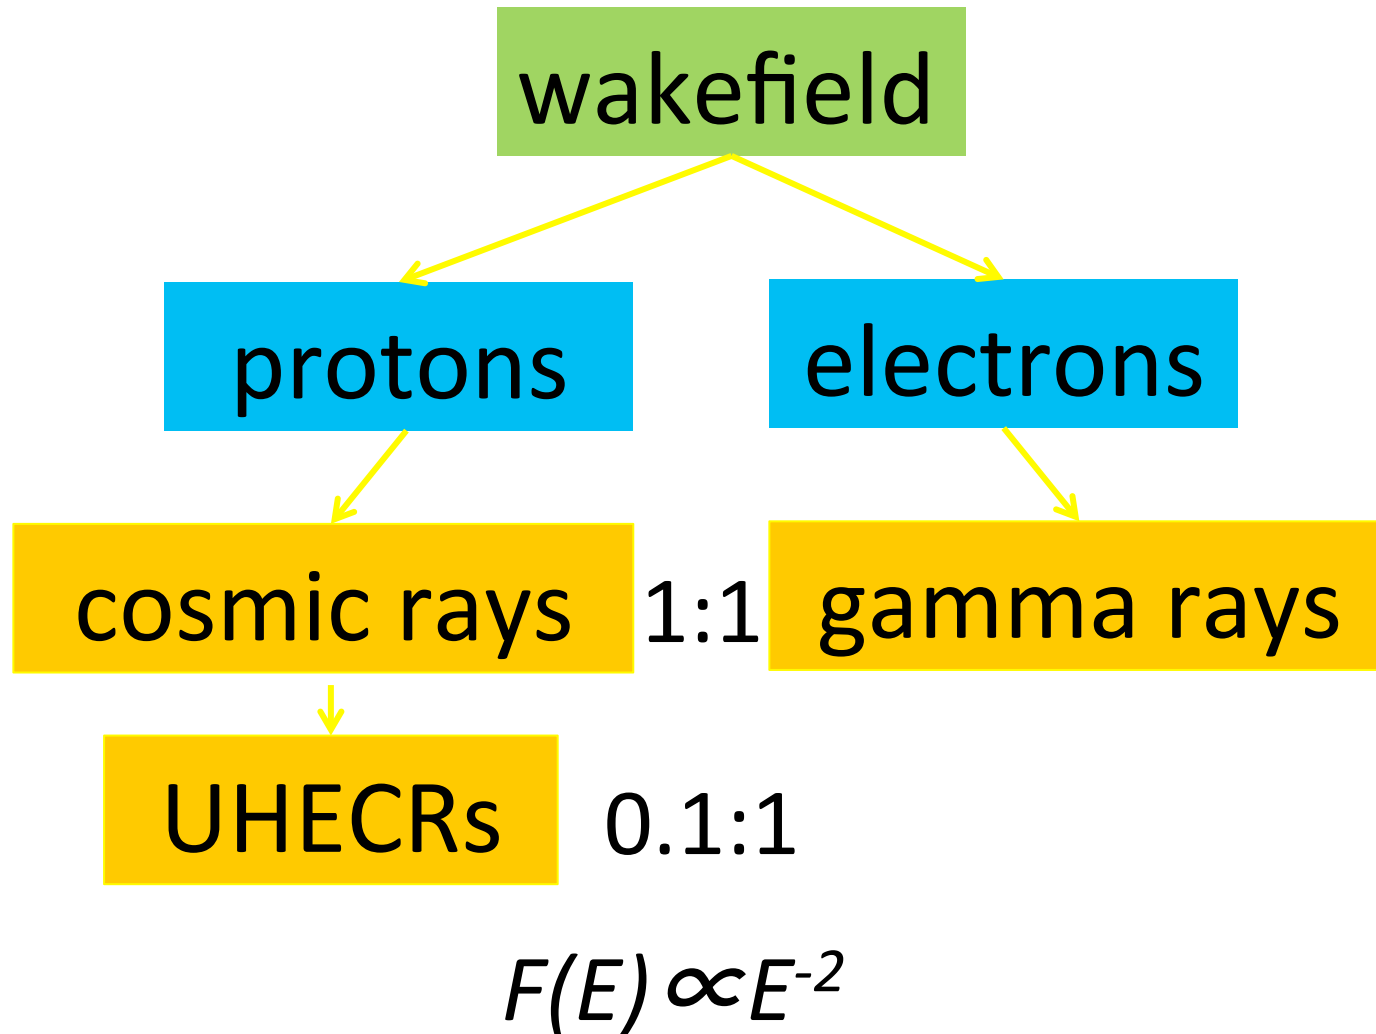 wakefield
protons electrons
cosmic rays 1:1 gamma rays
UHECRs 0.1:1
F(E)∝E⁻²